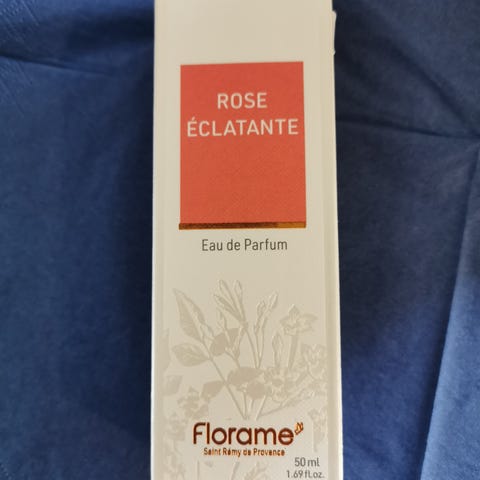 ROSE
ÉCLATANTE
Eau de Parfum
Florame
Saint Rémy de Provence
50 ml
1.69 fl.oz.